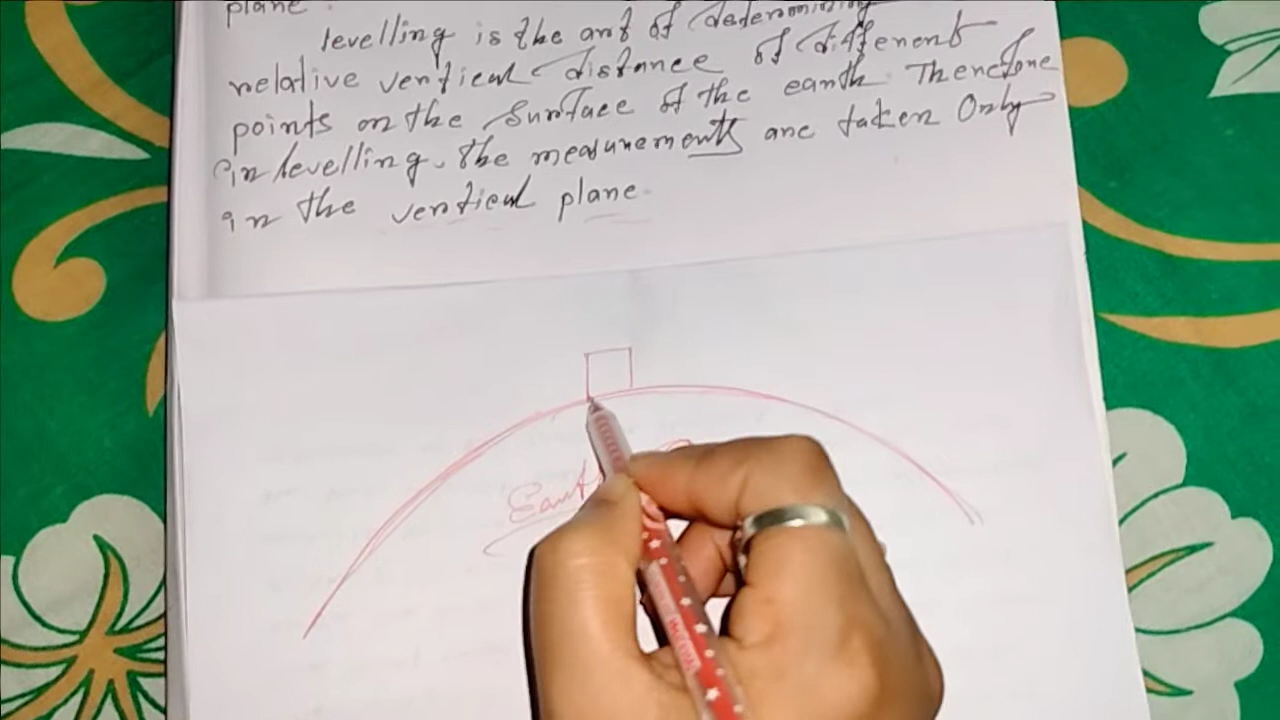 plane.
levelling is the art of determining
relative vertical distance of different
points on the surface of the earth. Therefore
in levelling, the measurements are taken only
in the vertical plane.
Earth